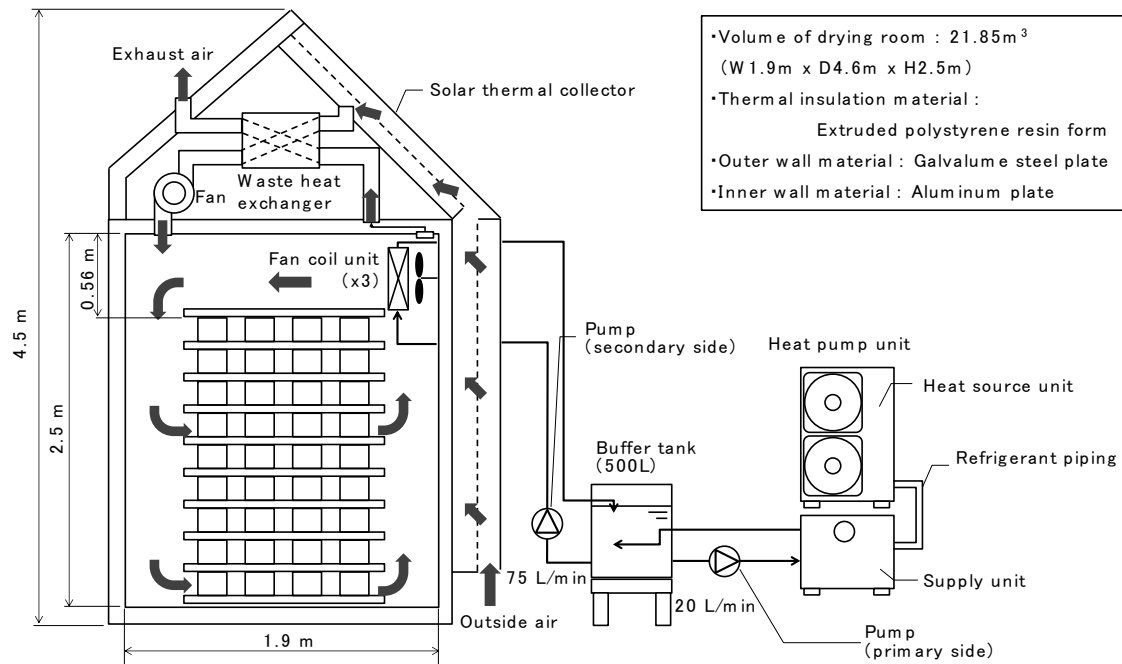 Exhaust air
Solar thermal collector
Waste heat
exchanger
Fan
Fan coil unit
(x3)
0.56 m
4.5 m
2.5 m
1.9 m
Outside air
・Volume of drying room : 21.85m³
(W1.9m x D4.6m x H2.5m)
・Thermal insulation material :
Extruded polystyrene resin form
・Outer wall material : Galvalume steel plate
・Inner wall material : Aluminum plate
Pump
(secondary side)
75 L/min
Buffer tank
(500L)
20 L/min
Pump
(primary side)
Heat pump unit
Heat source unit
Refrigerant piping
Supply unit